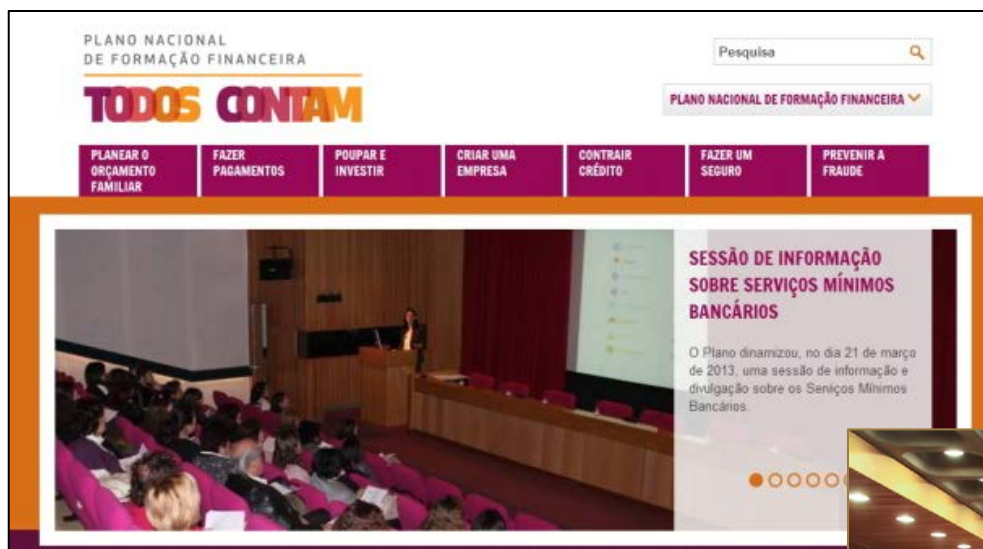 PLANO NACIONAL
DE FORMAÇÃO FINANCEIRA
TODOS CONTAM
Pesquisa
PLANO NACIONAL DE FORMAÇÃO FINANCEIRA
PLANEAR O
ORÇAMENTO
FAMILIAR
FAZER
PAGAMENTOS
POUPAR E
INVESTIR
CRIAR UMA
EMPRESA
CONTRAIR
CRÉDITO
FAZER UM
SEGURO
PREVENIR A
FRAUDE
SESSÃO DE INFORMAÇÃO
SOBRE SERVIÇOS MÍNIMOS
BANCÁRIOS
O Plano dinamizou, no dia 21 de março
de 2013, uma sessão de informação e
divulgação sobre os Serviços Mínimos
Bancários.